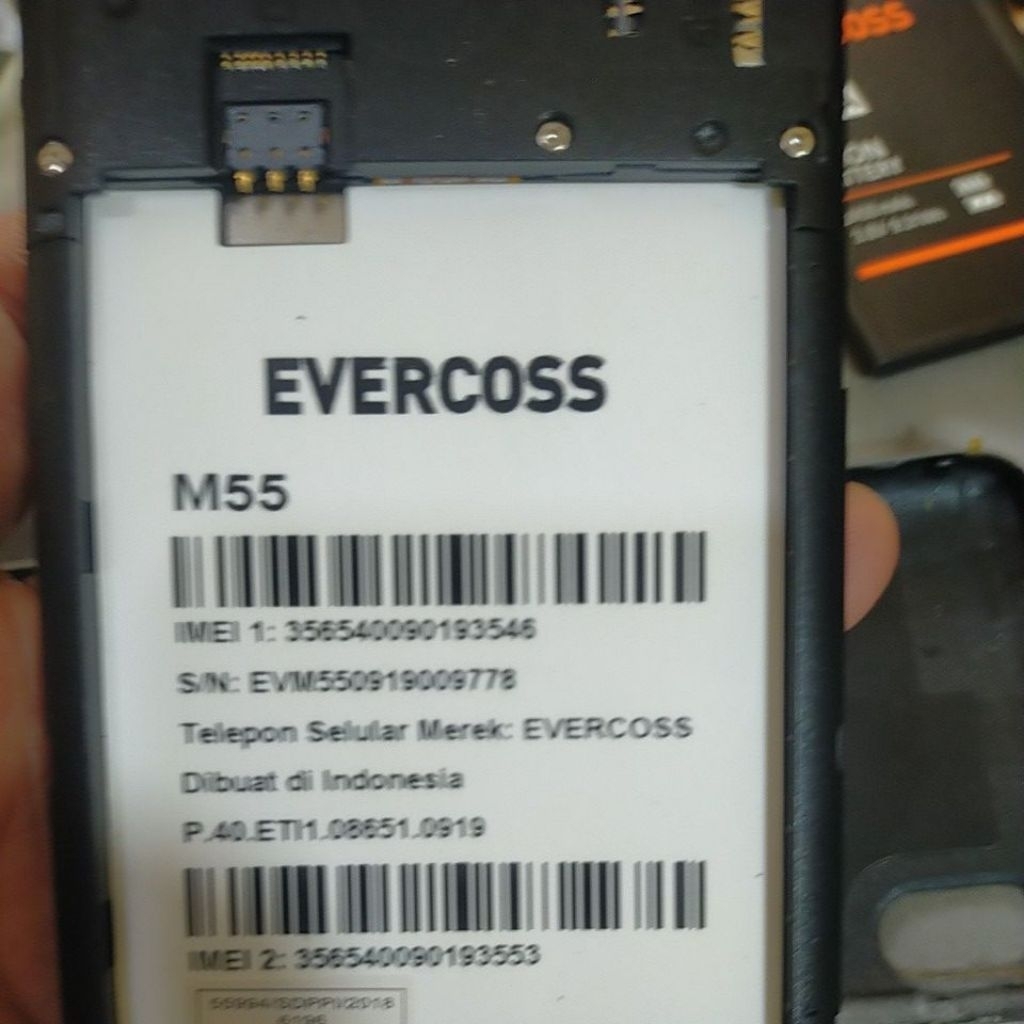 EVERCOSS
M55
IMEI 1: 356540090193546
S/N: EVM550919009778
Telepon Selular Merek: EVERCOSS
Dibuat di Indonesia
P.40.ETI1.08651.0919
IMEI 2: 356540090193553
OSS